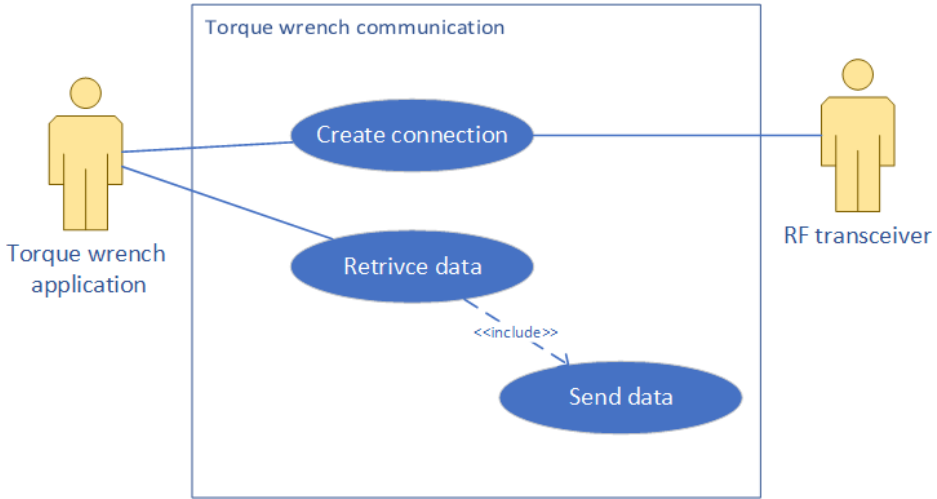 Torque wrench communication
Create connection
RF transceiver
Torque wrench
application
Retrivce data
<<include>>
Send data